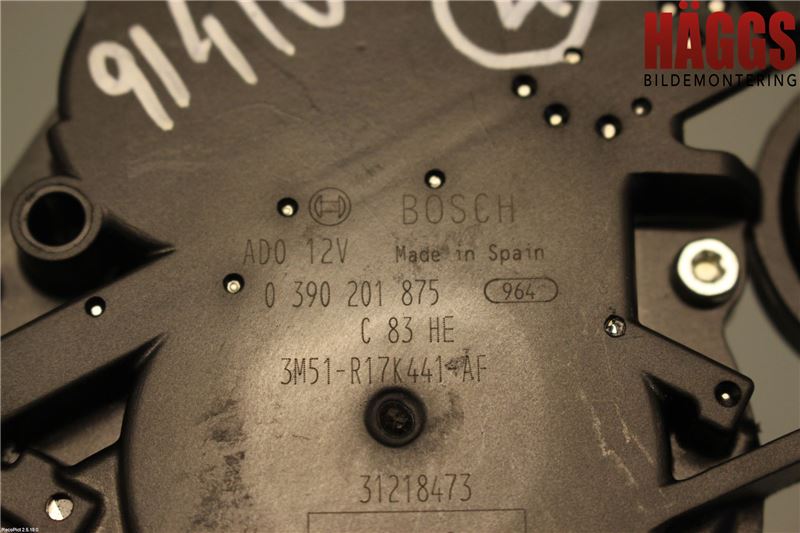 HÄGGS
BILDEMONTERING
BOSCH
ADO 12V Made in Spain
0 390 201 875 964
C 83 HE
3M51-R17K441-AF
31218473